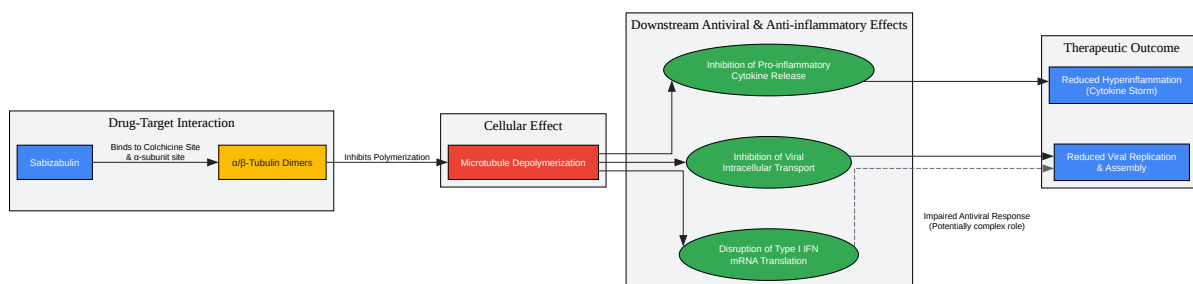 Drug-Target Interaction
Sabizabulin
Binds to Colchicine Site
& α-subunit site
α/β-Tubulin Dimers
Inhibits Polymerization
Cellular Effect
Microtubule Depolymerization
Downstream Antiviral & Anti-inflammatory Effects
Inhibition of Pro-inflammatory
Cytokine Release
Inhibition of Viral
Intracellular Transport
Disruption of Type I IFN
mRNA Translation
Impaired Antiviral Response
(Potentially complex role)
Therapeutic Outcome
Reduced Hyperinflammation
(Cytokine Storm)
Reduced Viral Replication
& Assembly